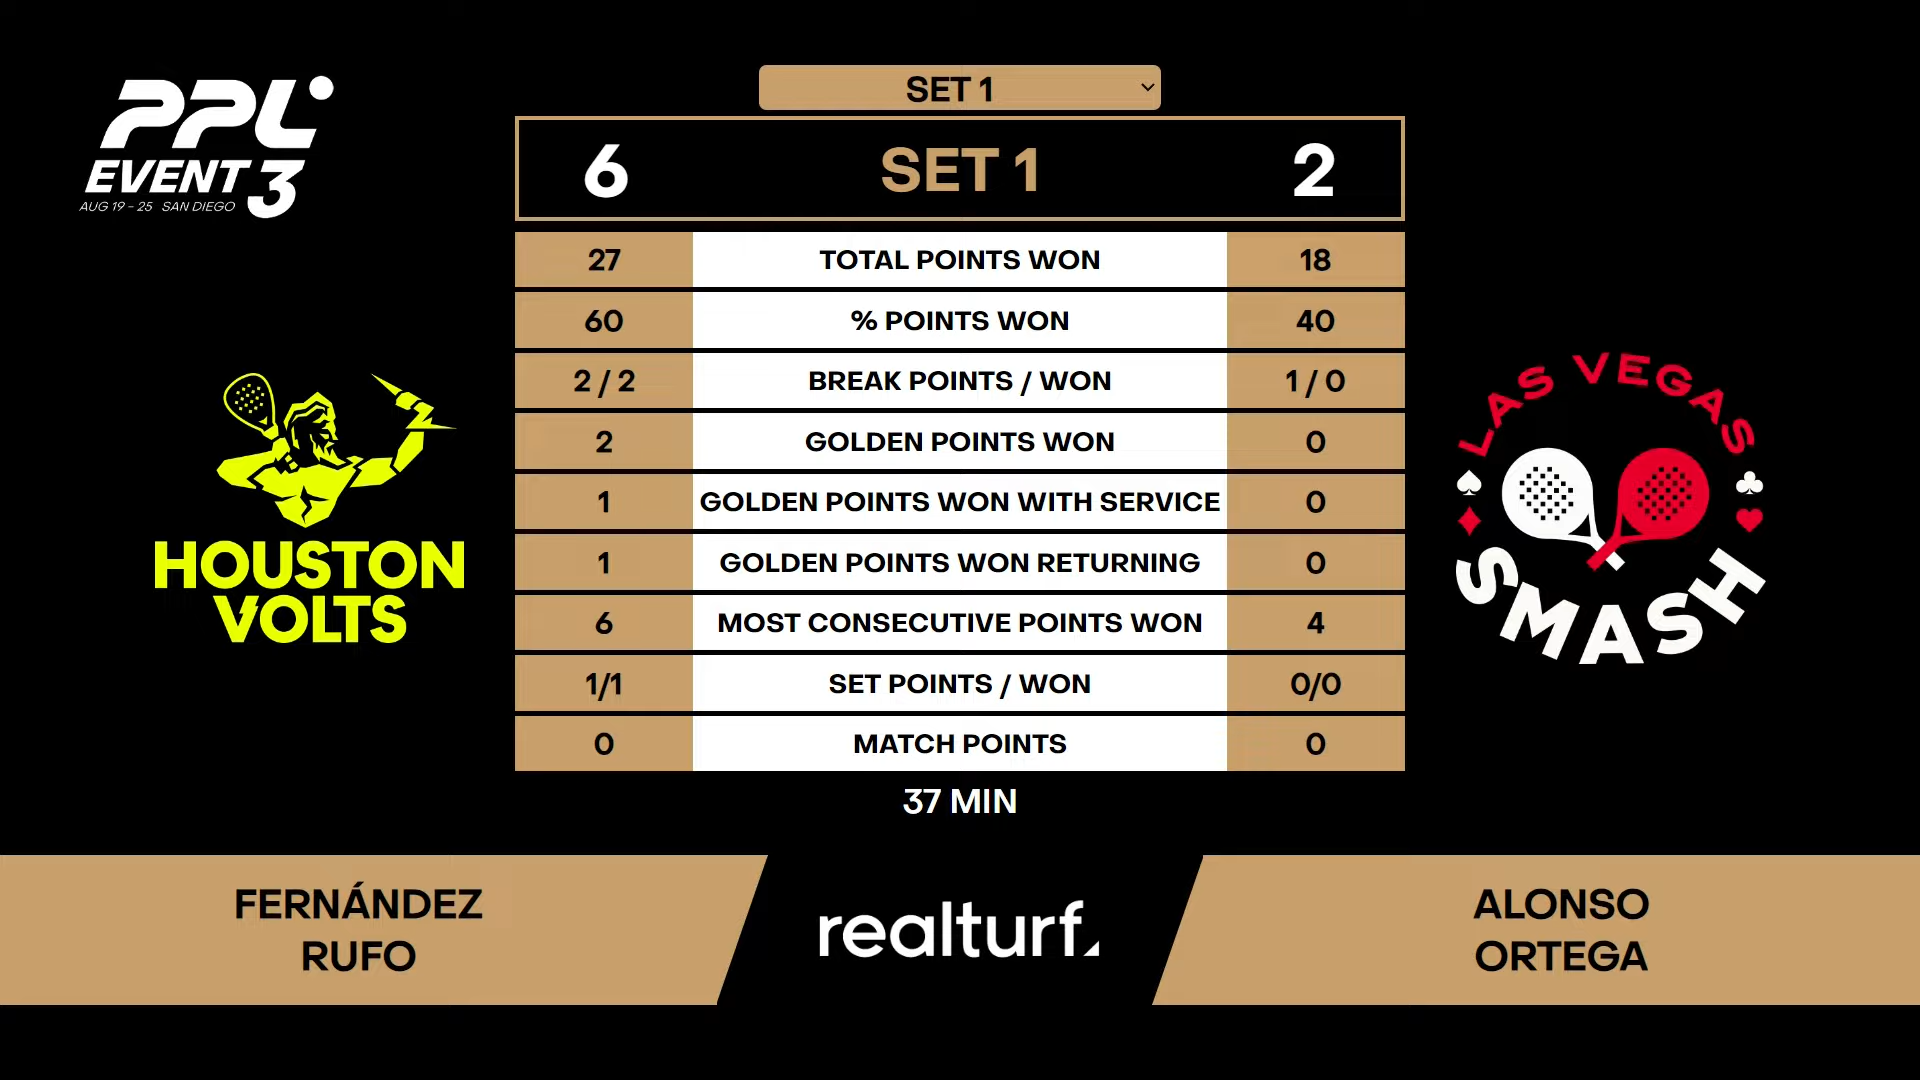 PPL
EVENT 3
AUG 19 - 25 SAN DIEGO
SET 1
6 SET 1 2
27 TOTAL POINTS WON 18
60 % POINTS WON 40
2 / 2 BREAK POINTS / WON 1 / 0
2 GOLDEN POINTS WON 0
1 GOLDEN POINTS WON WITH SERVICE 0
1 GOLDEN POINTS WON RETURNING 0
6 MOST CONSECUTIVE POINTS WON 4
1/1 SET POINTS / WON 0/0
0 MATCH POINTS 0
37 MIN
HOUSTON
VOLTS
LAS VEGAS
SMASH
FERNÁNDEZ
RUFO
realturf
ALONSO
ORTEGA